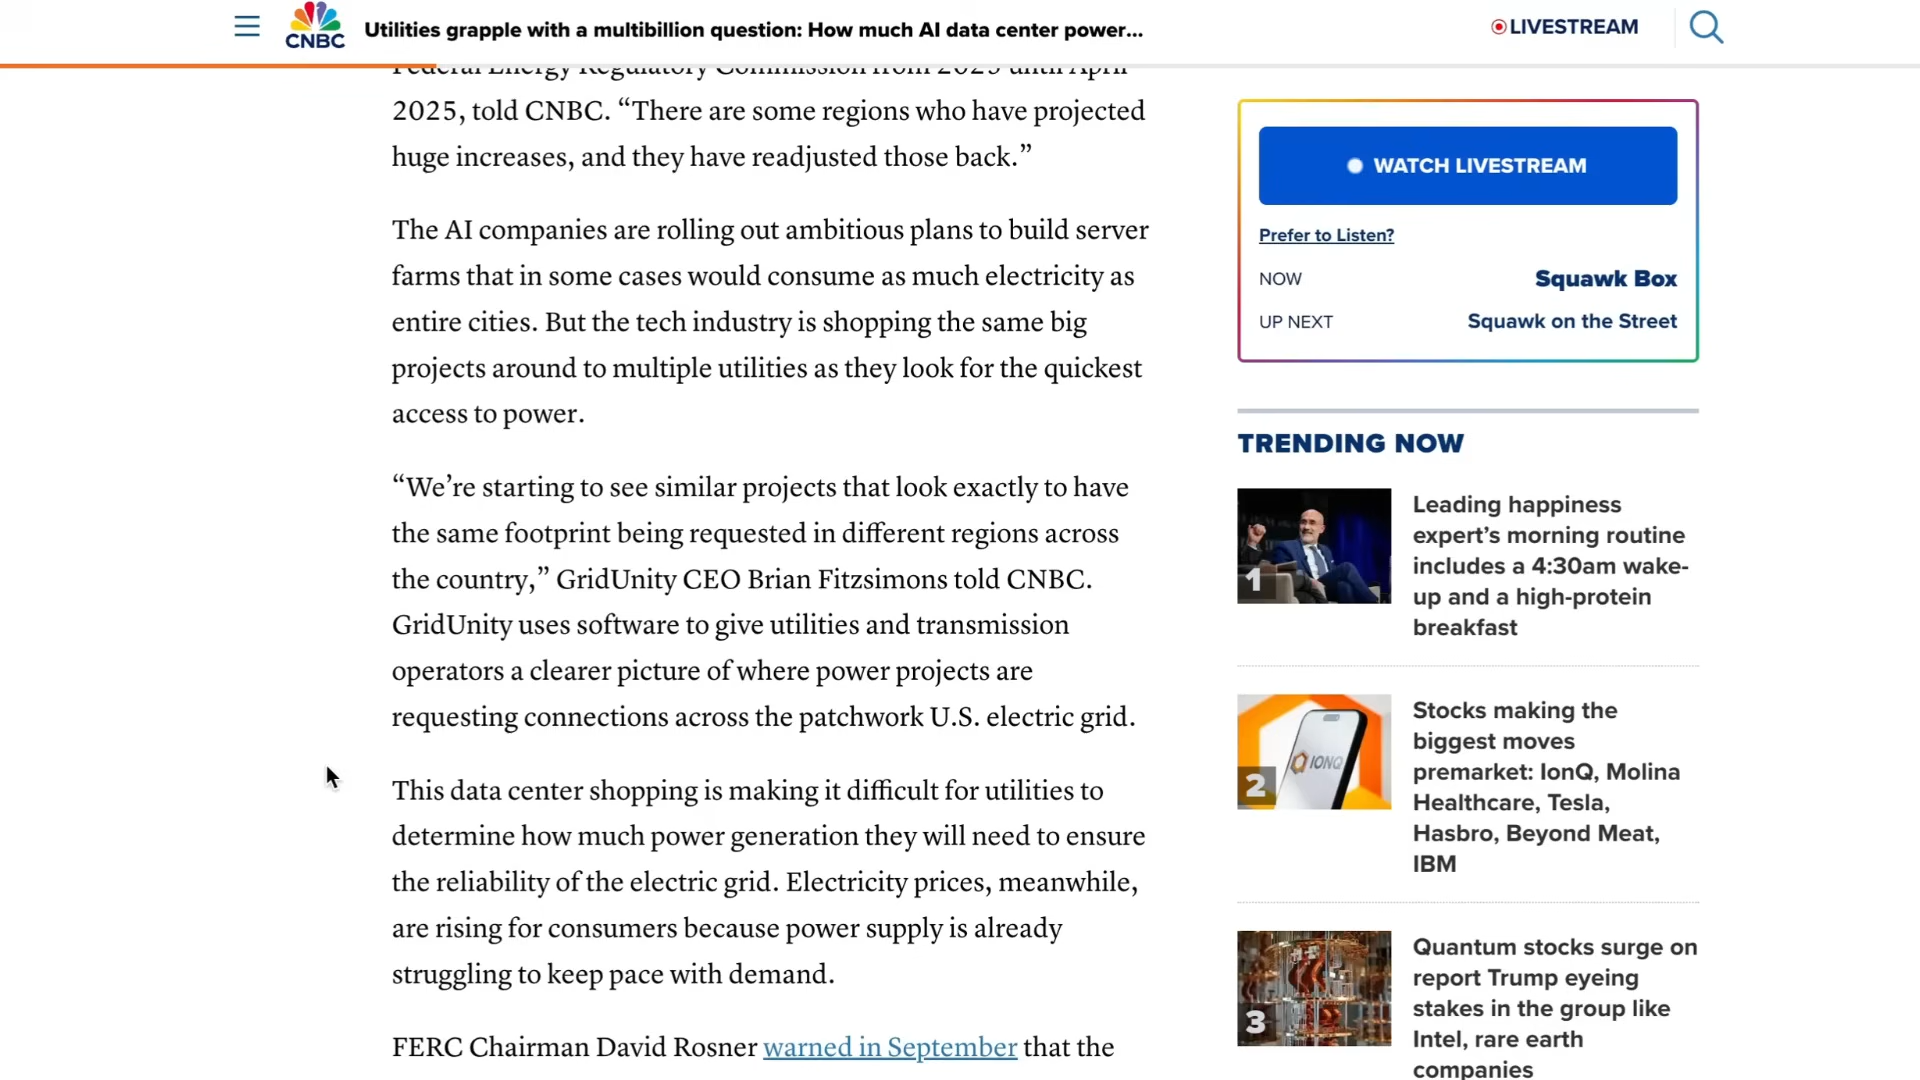 CNBC
Utilities grapple with a multibillion question: How much AI data center power...
LIVESTREAM
Federal Energy Regulatory Commission from until April
2025, told CNBC. “There are some regions who have projected
huge increases, and they have readjusted those back.”
The AI companies are rolling out ambitious plans to build server
farms that in some cases would consume as much electricity as
entire cities. But the tech industry is shopping the same big
projects around to multiple utilities as they look for the quickest
access to power.
“We’re starting to see similar projects that look exactly to have
the same footprint being requested in different regions across
the country,” GridUnity CEO Brian Fitzsimons told CNBC.
GridUnity uses software to give utilities and transmission
operators a clearer picture of where power projects are
requesting connections across the patchwork U.S. electric grid.
This data center shopping is making it difficult for utilities to
determine how much power generation they will need to ensure
the reliability of the electric grid. Electricity prices, meanwhile,
are rising for consumers because power supply is already
struggling to keep pace with demand.
FERC Chairman David Rosner warned in September that the
WATCH LIVESTREAM
Prefer to Listen?
NOW Squawk Box
UP NEXT Squawk on the Street
TRENDING NOW
1
Leading happiness
expert’s morning routine
includes a 4:30am wake-
up and a high-protein
breakfast
IONQ
2
Stocks making the
biggest moves
premarket: IonQ, Molina
Healthcare, Tesla,
Hasbro, Beyond Meat,
IBM
3
Quantum stocks surge on
report Trump eyeing
stakes in the group like
Intel, rare earth
companies